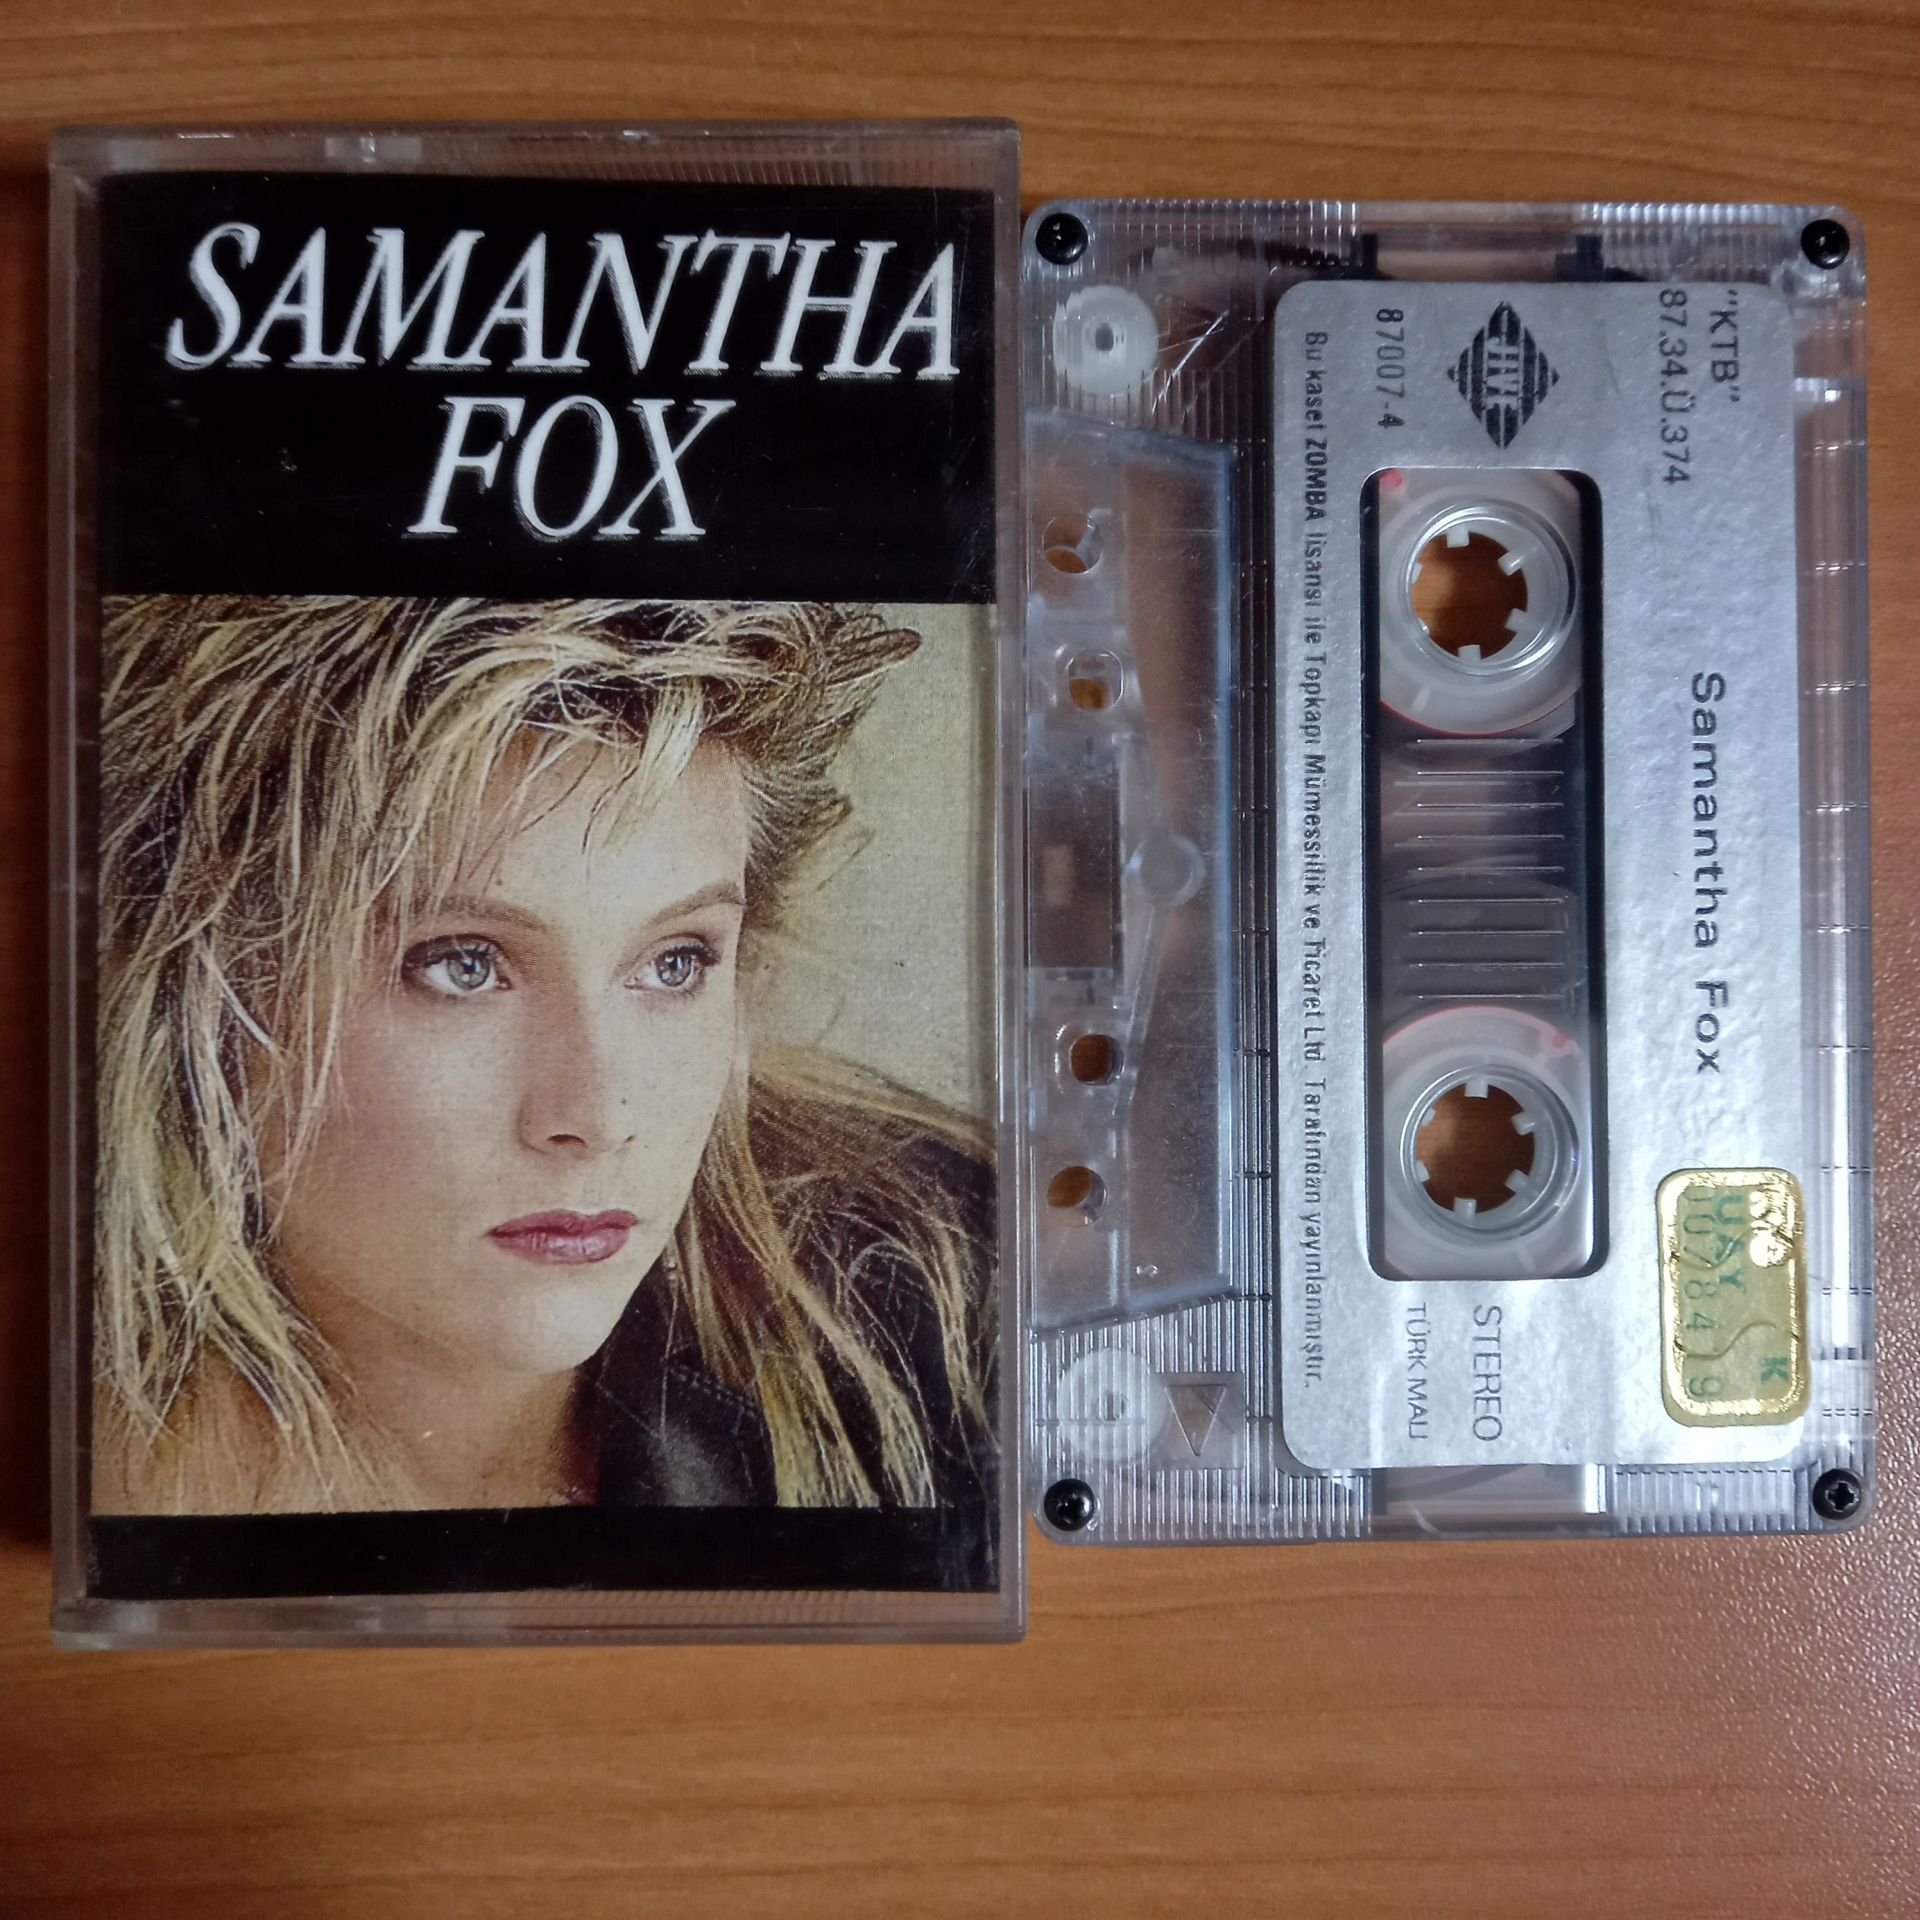 SAMANTHA
FOX
"KTB"
87.34.Ü.374
Samantha Fox
JIVE
87007-4
STEREO
TÜRK MALI
Bu kaset ZOMBA lisansı ile Topkapı Mümessillik ve Ticaret Ltd. Tarafından yayınlanmıştır.
K